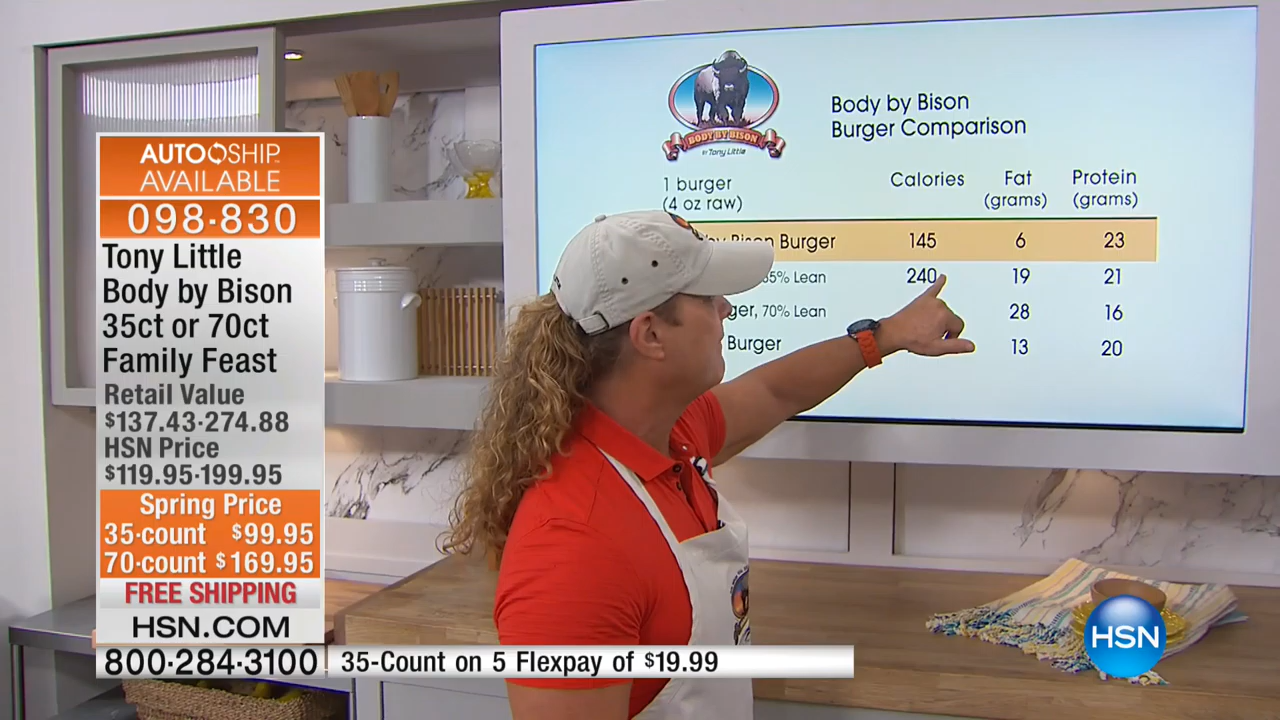 AUTOSHIP
AVAILABLE
098·830
Tony Little
Body by Bison
35ct or 70ct
Family Feast
Retail Value
$137.43-274.88
HSN Price
$119.95-199.95
Spring Price
35-count $99.95
70-count $169.95
FREE SHIPPING
HSN.COM
800·284·3100
35-Count on 5 Flexpay of $19.99
BODY BY BISON
BY Tony Little
Body by Bison
Burger Comparison
1 burger
(4 oz raw)
Calories
Fat
(grams)
Protein
(grams)
by Bison Burger 145 6 23
85% Lean 240 19 21
ger, 70% Lean 28 16
Burger 13 20
HSN